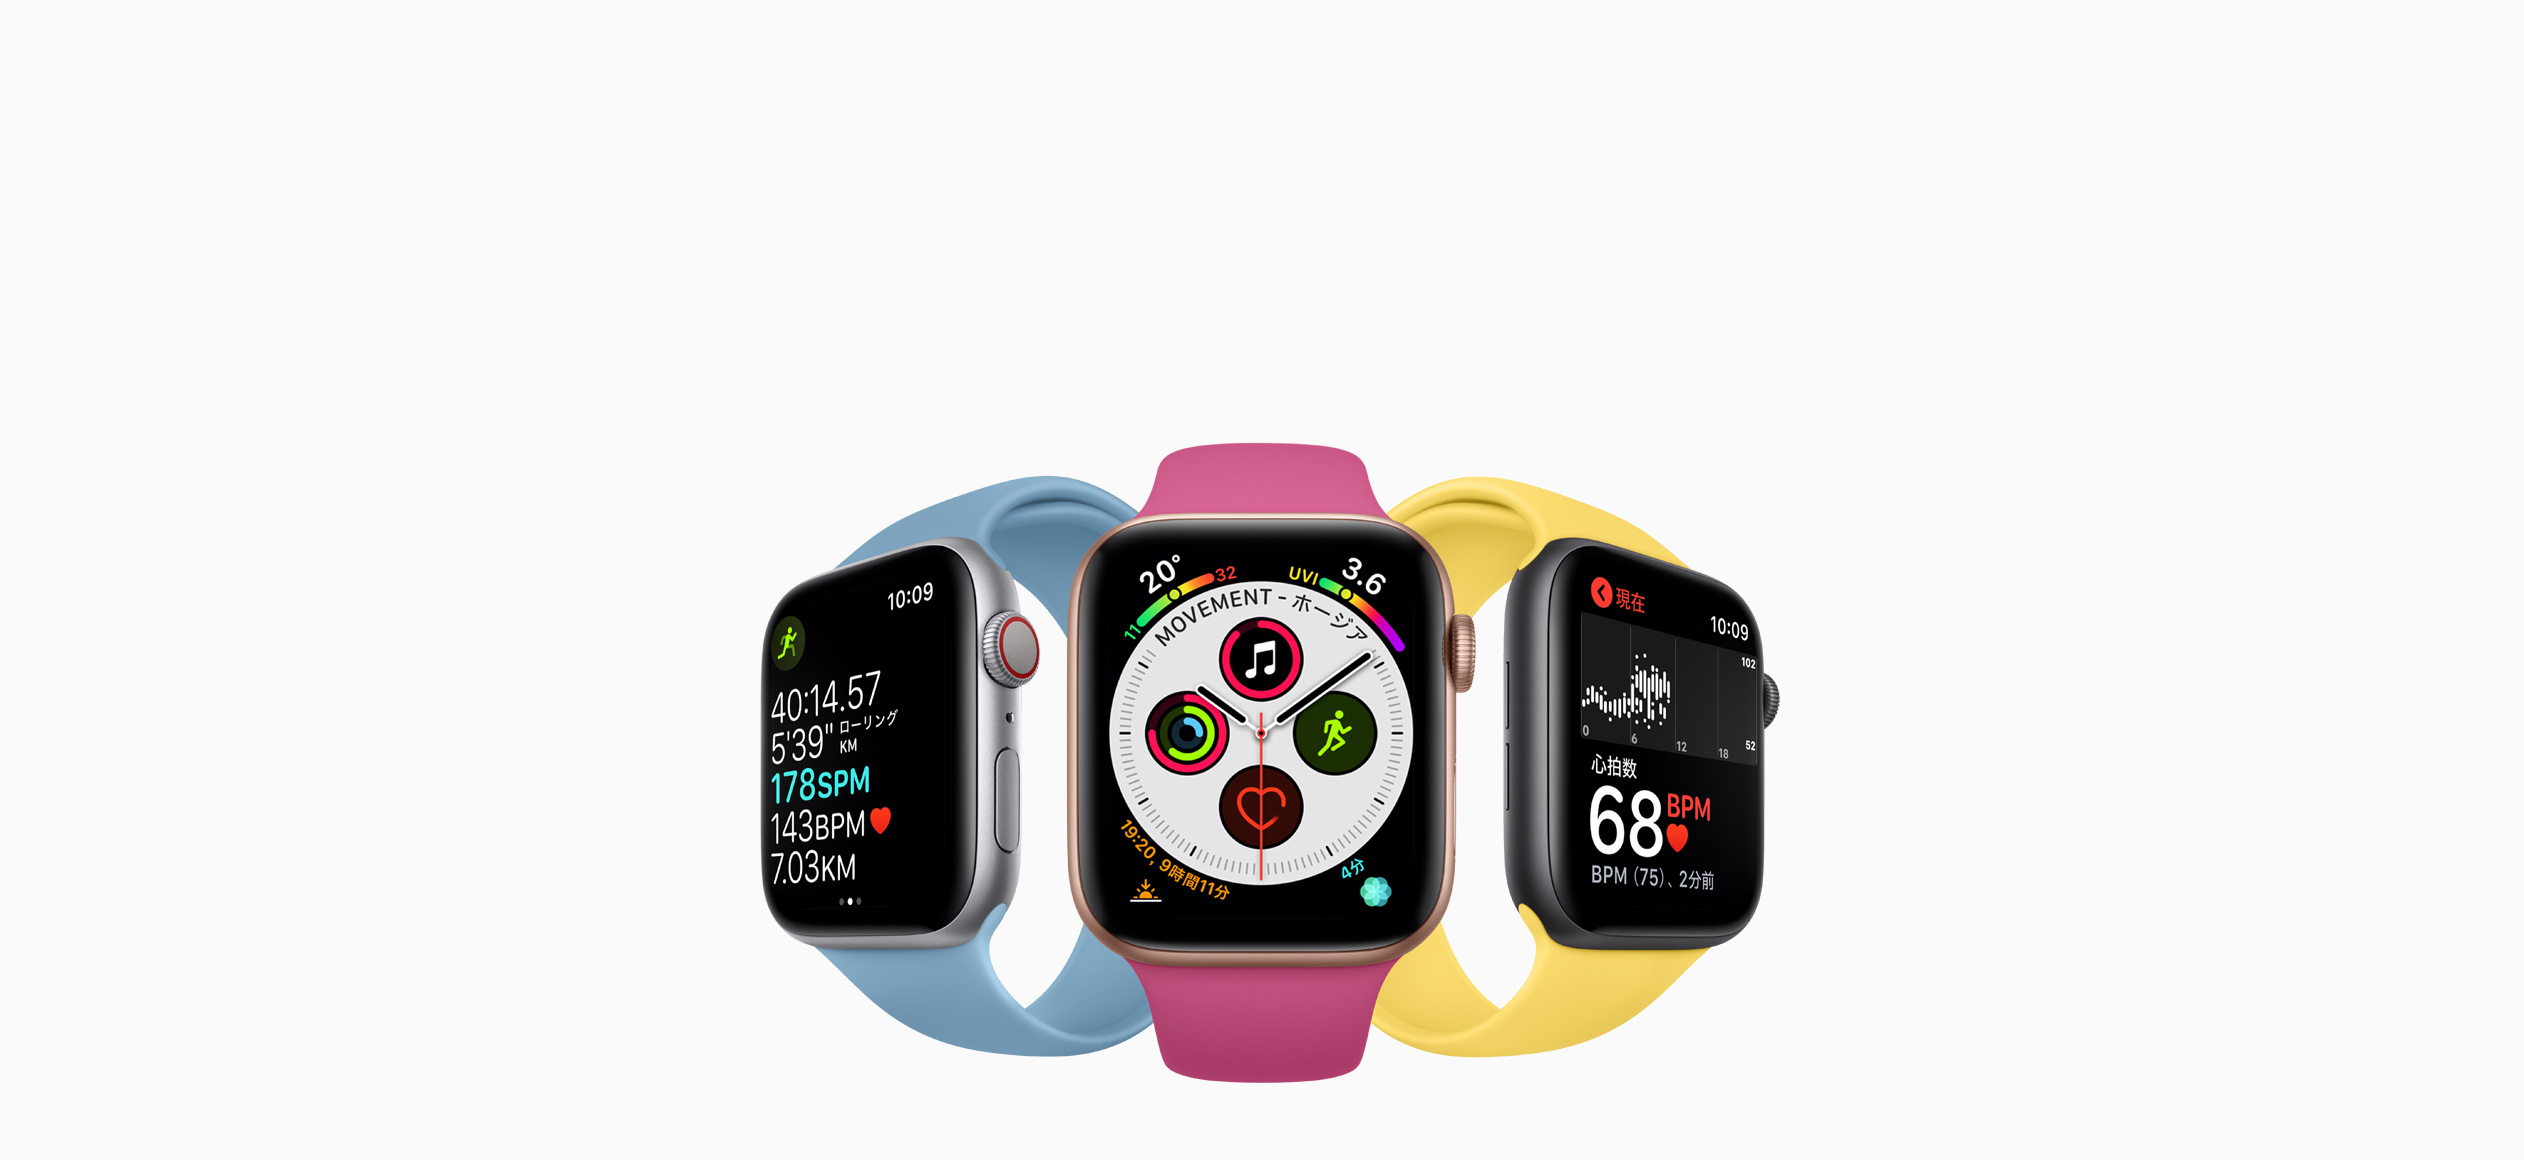 10:09
40:14.57
5'39" ローリング
KM
178SPM
143BPM
7.03KM
20°
11
32
UVI
3.6
MOVEMENT - ホージア
19:20, 9時間11分
4分
現在
10:09
102
52
0 6 12 18
心拍数
68 BPM
BPM（75）、2分前